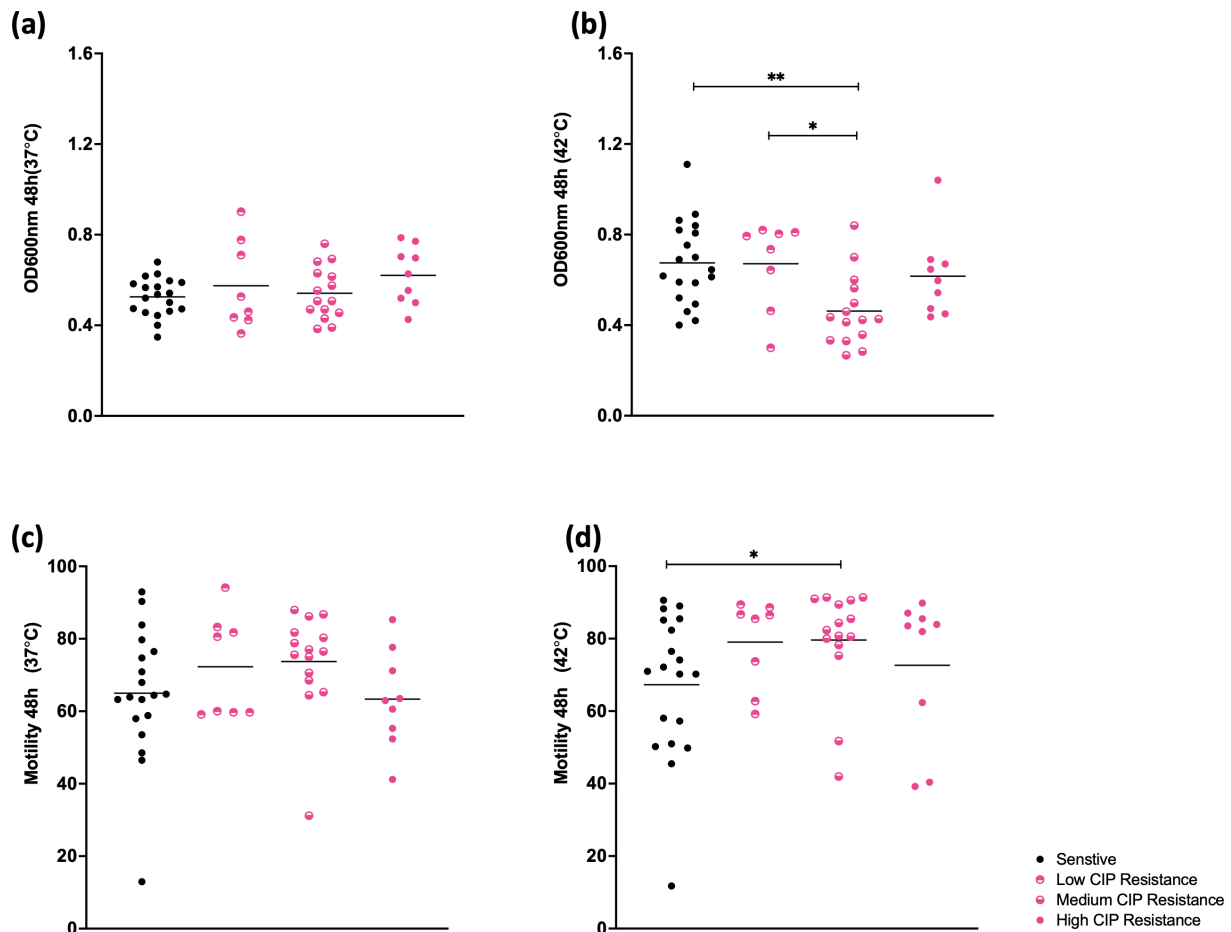 (a)
(b)
1.6
1.2
0.8
0.4
0.0
OD600nm 48h(37°C)
1.6
1.2
0.8
0.4
0.0
OD600nm 48h (42°C)
**
*
(c)
(d)
100
80
60
40
20
0
Motility 48h (37°C)
100
80
60
40
20
0
Motility 48h (42°C)
*
Senstive
Low CIP Resistance
Medium CIP Resistance
High CIP Resistance